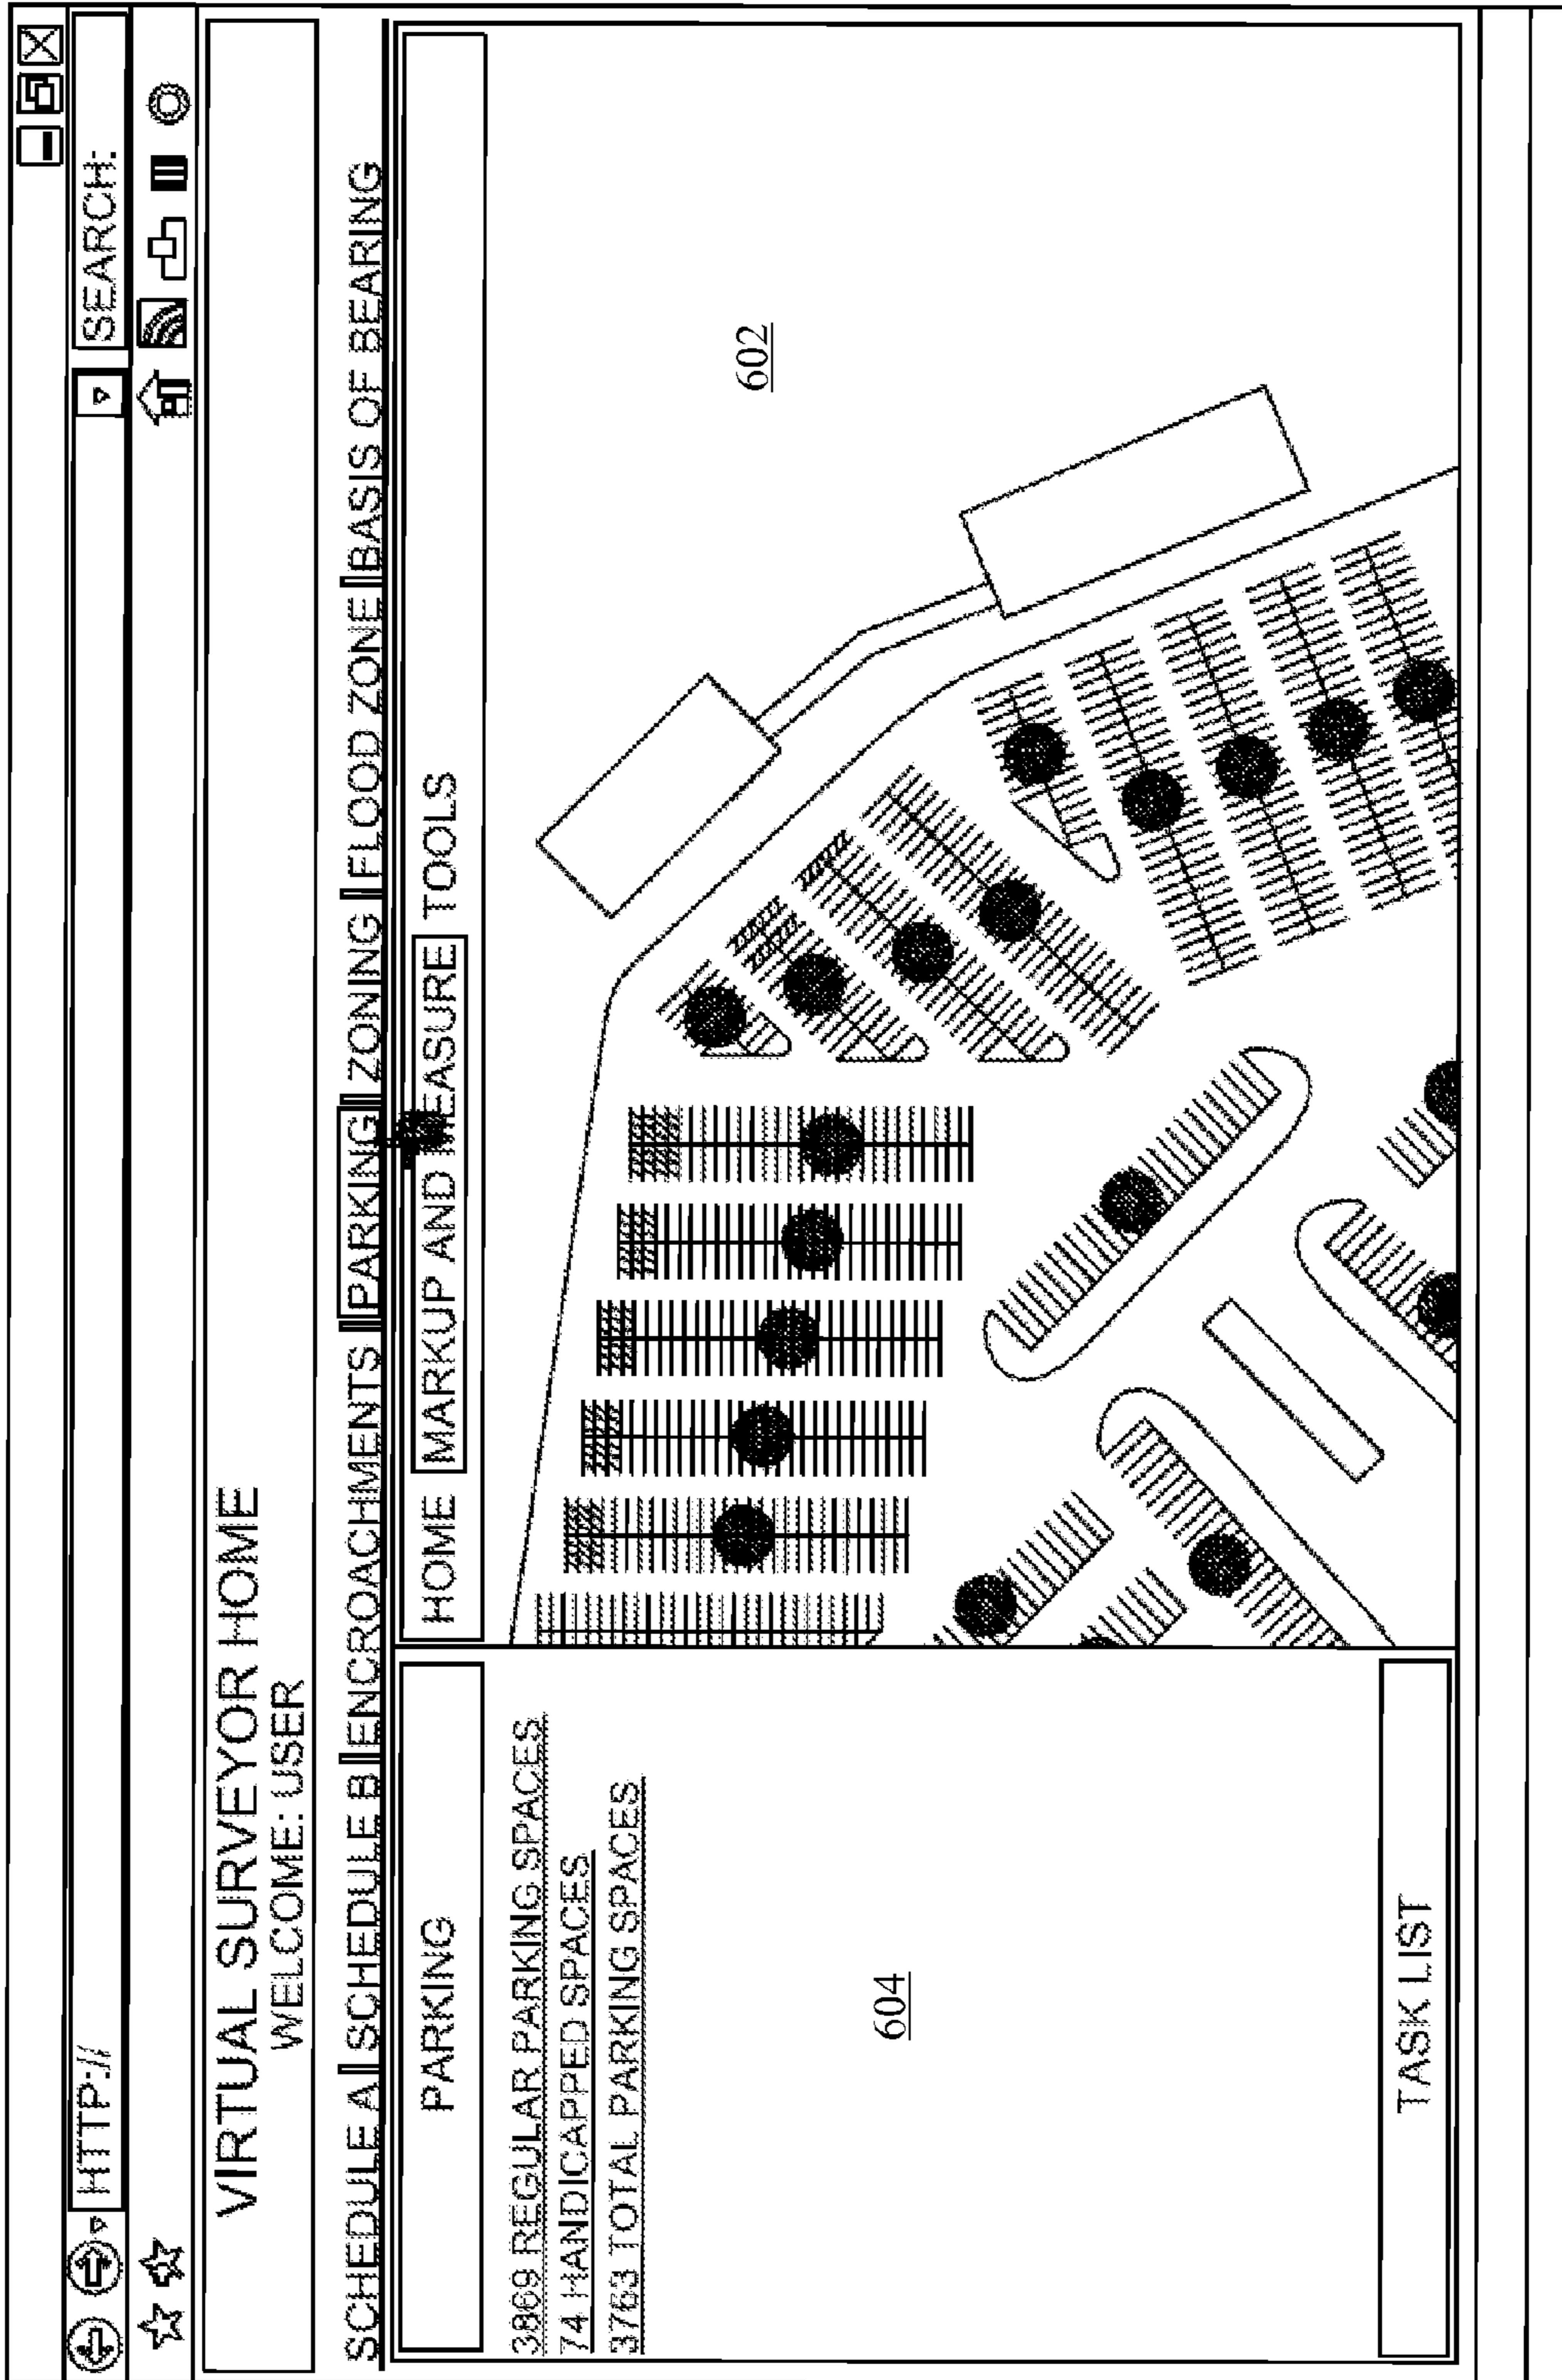 HTTP://
SEARCH:
VIRTUAL SURVEYOR HOME
WELCOME: USER
SCHEDULE A SCHEDULE B ENCROACHMENTS PARKING ZONING FLOOD ZONE BASIS OF BEARING
PARKING
HOME MARKUP AND MEASURE TOOLS
3869 REGULAR PARKING SPACES
74 HANDICAPPED SPACES
3763 TOTAL PARKING SPACES
602
604
TASK LIST